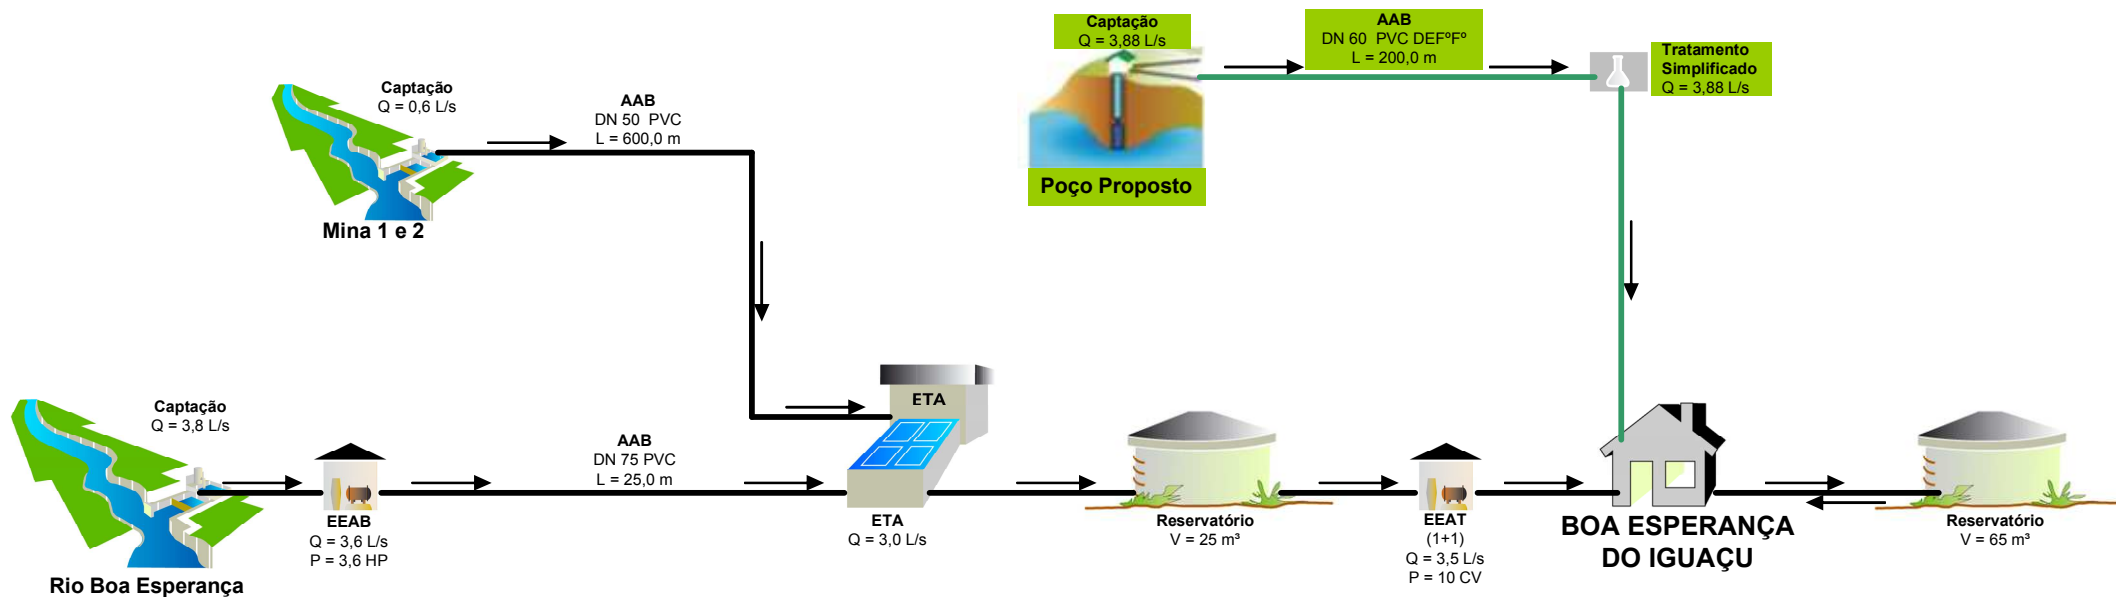 Captação
Q = 3,88 L/s
AAB
DN 60  PVC DEFºFº
L = 200,0 m
Tratamento
Simplificado
Q = 3,88 L/s
Poço Proposto
Captação
Q = 0,6 L/s
AAB
DN 50  PVC
L = 600,0 m
Mina 1 e 2
Captação
Q = 3,8 L/s
EEAB
Q = 3,6 L/s
P = 3,6 HP
Rio Boa Esperança
AAB
DN 75 PVC
L = 25,0 m
ETA
ETA
Q = 3,0 L/s
Reservatório
V = 25 m³
EEAT
(1+1)
Q = 3,5 L/s
P = 10 CV
BOA ESPERANÇA
DO IGUAÇU
Reservatório
V = 65 m³